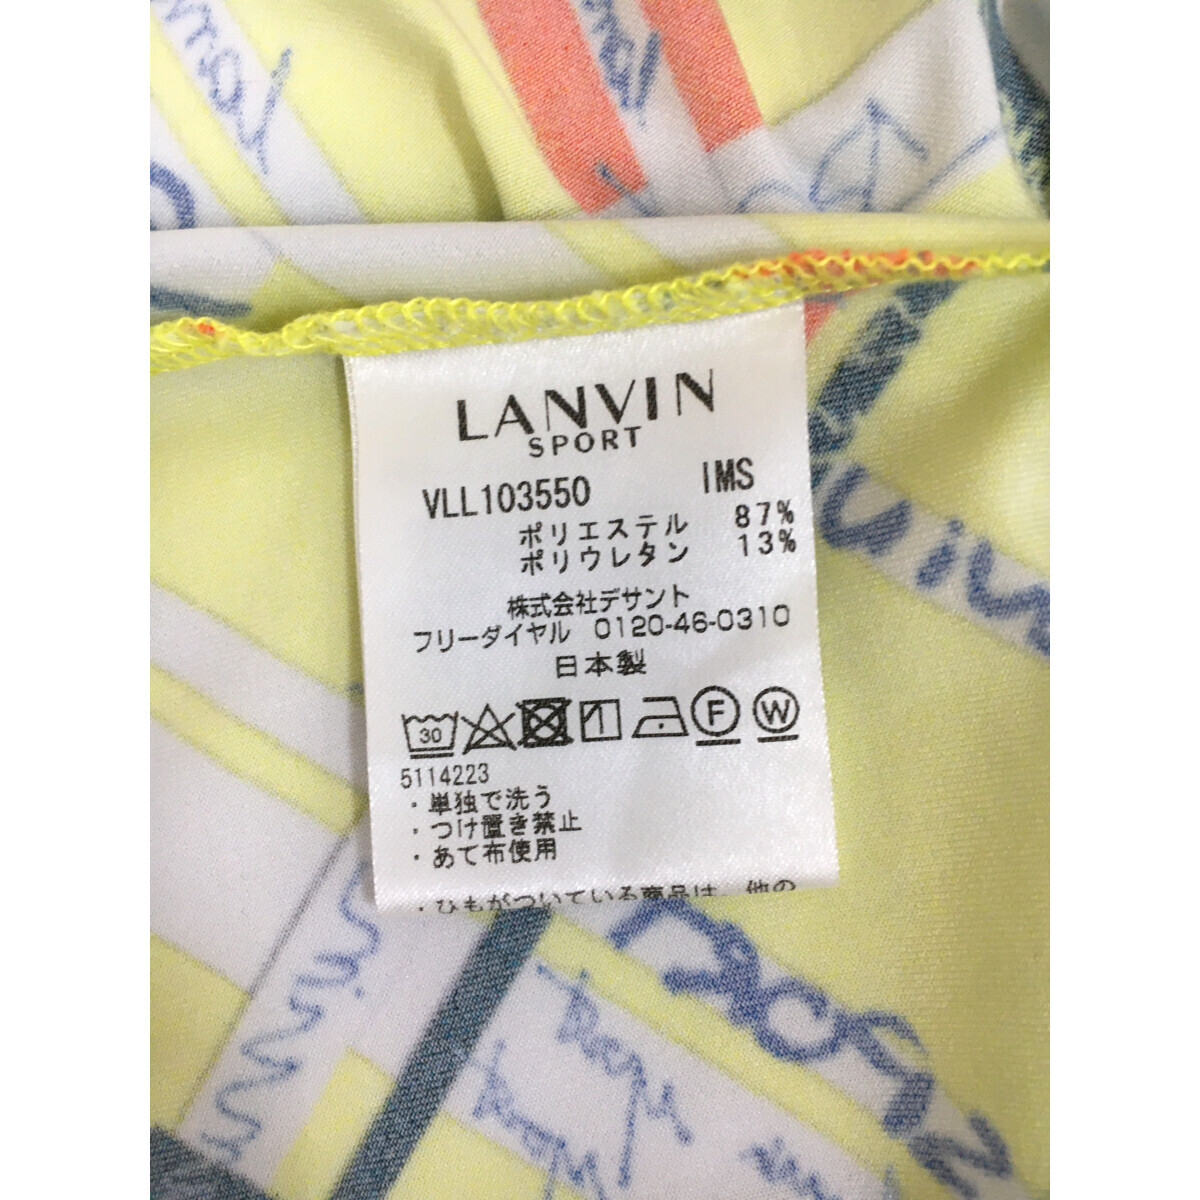 LANVIN
SPORT
VLL103550 IMS
ポリエステル 87%
ポリウレタン 13%
株式会社デサント
フリーダイヤル 0120-46-0310
日本製
30 F W
5114223
・単独で洗う
・つけ置き禁止
・あて布使用
・ひもがついている商品は、他の